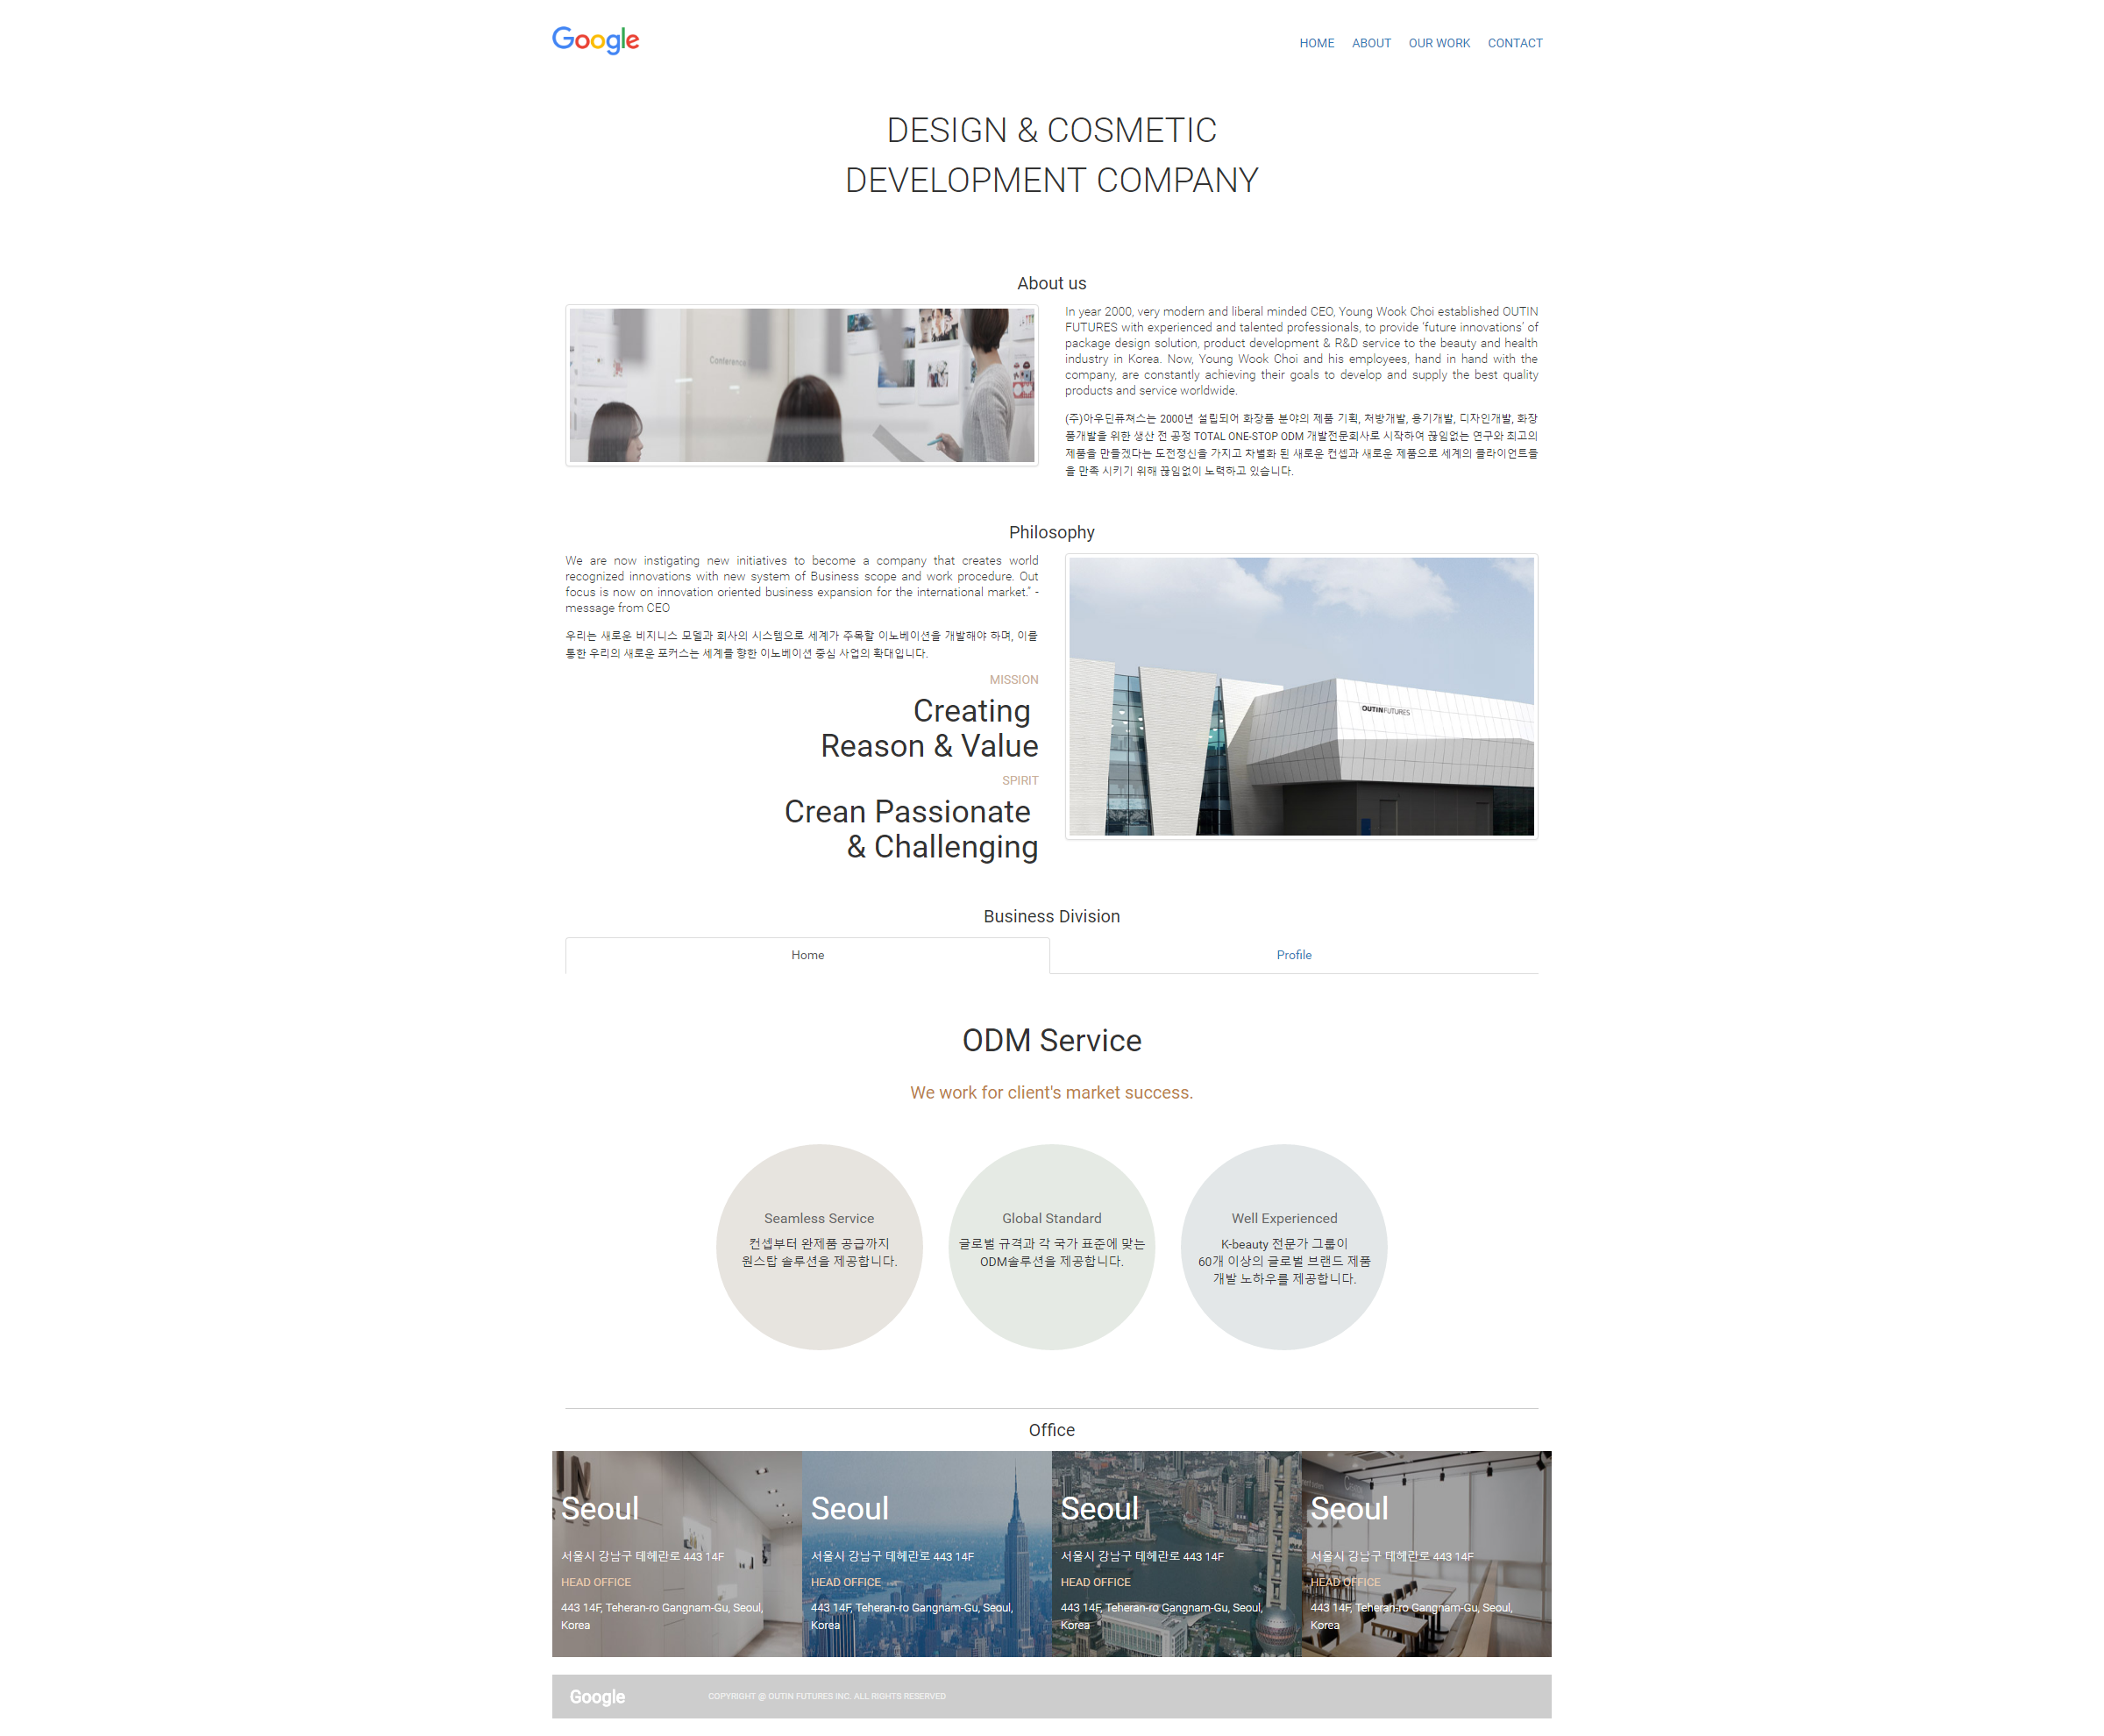 Google
HOME ABOUT OUR WORK CONTACT
DESIGN & COSMETIC
DEVELOPMENT COMPANY
About us
Conference
In year 2000, very modern and liberal minded CEO, Young Wook Choi established OUTIN
FUTURES with experienced and talented professionals, to provide ‘future innovations’ of
package design solution, product development & R&D service to the beauty and health
industry in Korea. Now, Young Wook Choi and his employees, hand in hand with the
company, are constantly achieving their goals to develop and supply the best quality
products and service worldwide.
(주)아우딘퓨쳐스는 2000년 설립되어 화장품 분야의 제품 기획, 처방개발, 용기개발, 디자인개발, 화장
품개발을 위한 생산 전 공정 TOTAL ONE-STOP ODM 개발전문회사로 시작하여 끊임없는 연구와 최고의
제품을 만들겠다는 도전정신을 가지고 차별화 된 새로운 컨셉과 새로운 제품으로 세계의 클라이언트들
을 만족 시키기 위해 끊임없이 노력하고 있습니다.
Philosophy
We are now instigating new initiatives to become a company that creates world
recognized innovations with new system of Business scope and work procedure. Out
focus is now on innovation oriented business expansion for the international market.” -
message from CEO
우리는 새로운 비지니스 모델과 회사의 시스템으로 세계가 주목할 이노베이션을 개발해야 하며, 이를
통한 우리의 새로운 포커스는 세계를 향한 이노베이션 중심 사업의 확대입니다.
MISSION
Creating
Reason & Value
SPIRIT
Crean Passionate
& Challenging
OUTINFUTURES
Business Division
Home Profile
ODM Service
We work for client's market success.
Seamless Service
컨셉부터 완제품 공급까지
원스탑 솔루션을 제공합니다.
Global Standard
글로벌 규격과 각 국가 표준에 맞는
ODM솔루션을 제공합니다.
Well Experienced
K-beauty 전문가 그룹이
60개 이상의 글로벌 브랜드 제품
개발 노하우를 제공합니다.
Office
Seoul
서울시 강남구 테헤란로 443 14F
HEAD OFFICE
443 14F, Teheran-ro Gangnam-Gu, Seoul,
Korea
Seoul
서울시 강남구 테헤란로 443 14F
HEAD OFFICE
443 14F, Teheran-ro Gangnam-Gu, Seoul,
Korea
Seoul
서울시 강남구 테헤란로 443 14F
HEAD OFFICE
443 14F, Teheran-ro Gangnam-Gu, Seoul,
Korea
Seoul
서울시 강남구 테헤란로 443 14F
HEAD OFFICE
443 14F, Teheran-ro Gangnam-Gu, Seoul,
Korea
Google
COPYRIGHT @ OUTIN FUTURES INC. ALL RIGHTS RESERVED